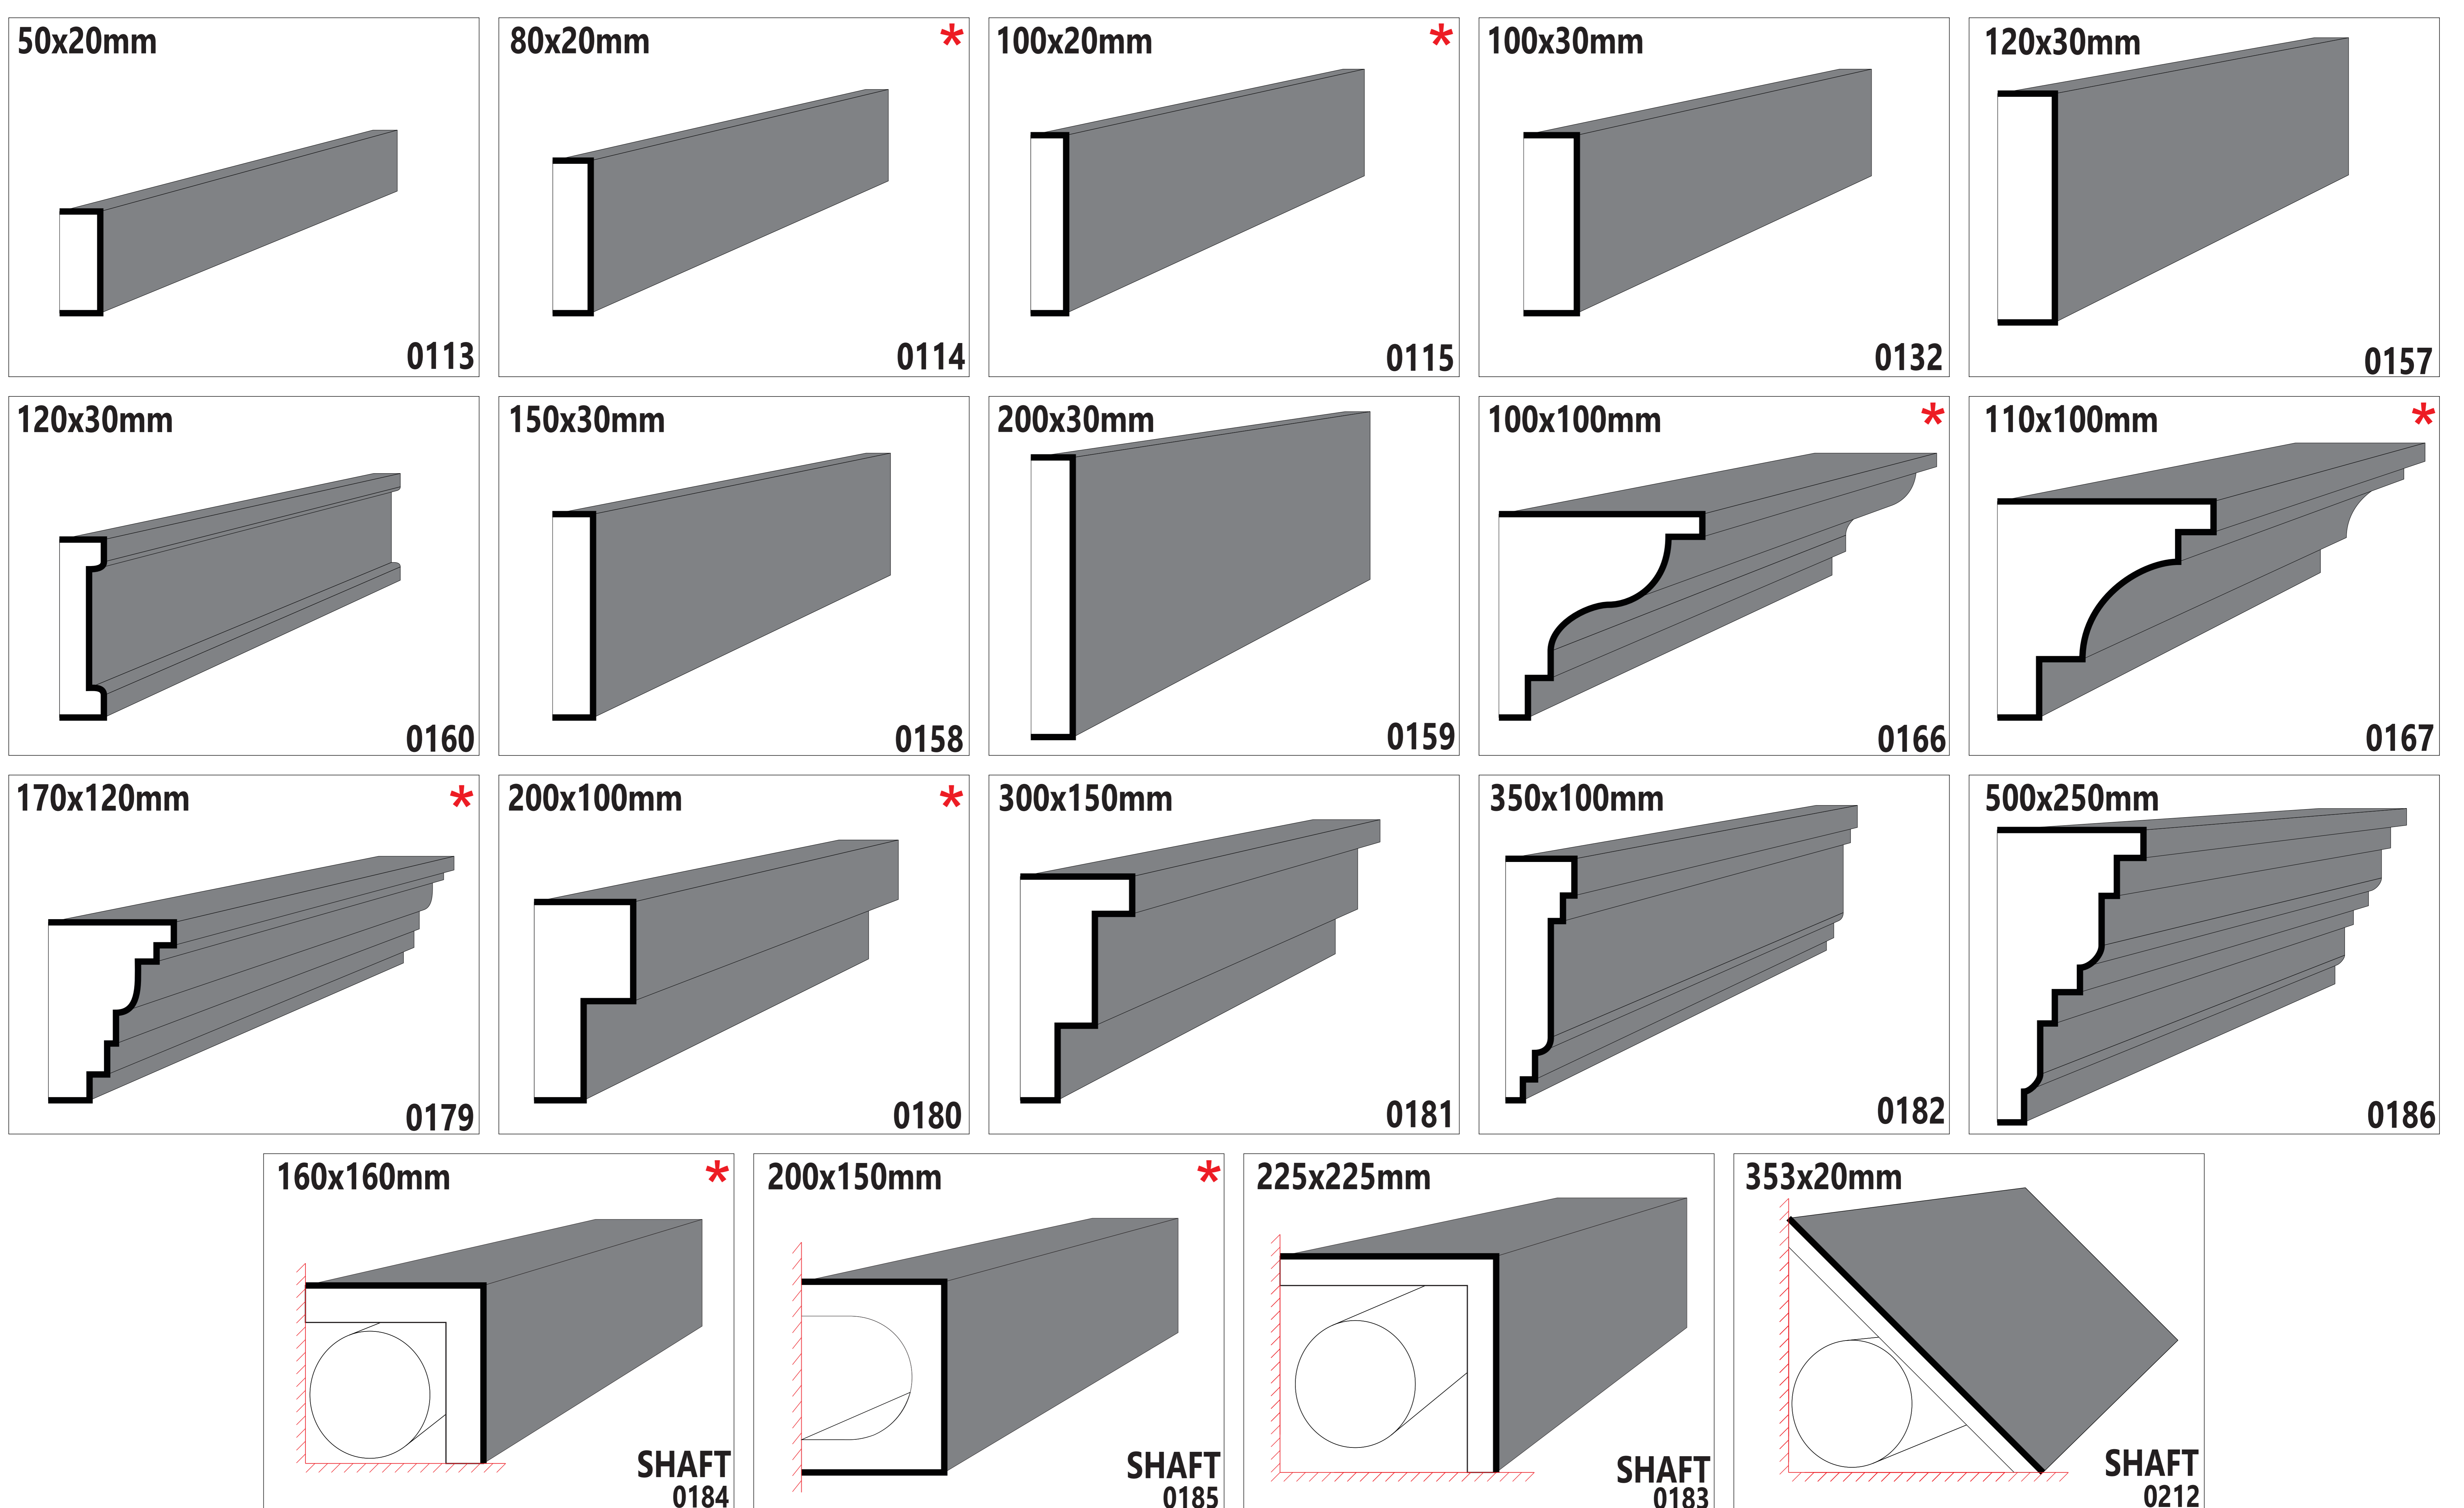 50x20mm
0113
80x20mm *
0114
100x20mm *
0115
100x30mm
0132
120x30mm
0157
120x30mm
0160
150x30mm
0158
200x30mm
0159
100x100mm *
0166
110x100mm *
0167
170x120mm *
0179
200x100mm *
0180
300x150mm
0181
350x100mm
0182
500x250mm
0186
160x160mm *
SHAFT
0184
200x150mm *
SHAFT
0185
225x225mm
SHAFT
0183
353x20mm
SHAFT
0212